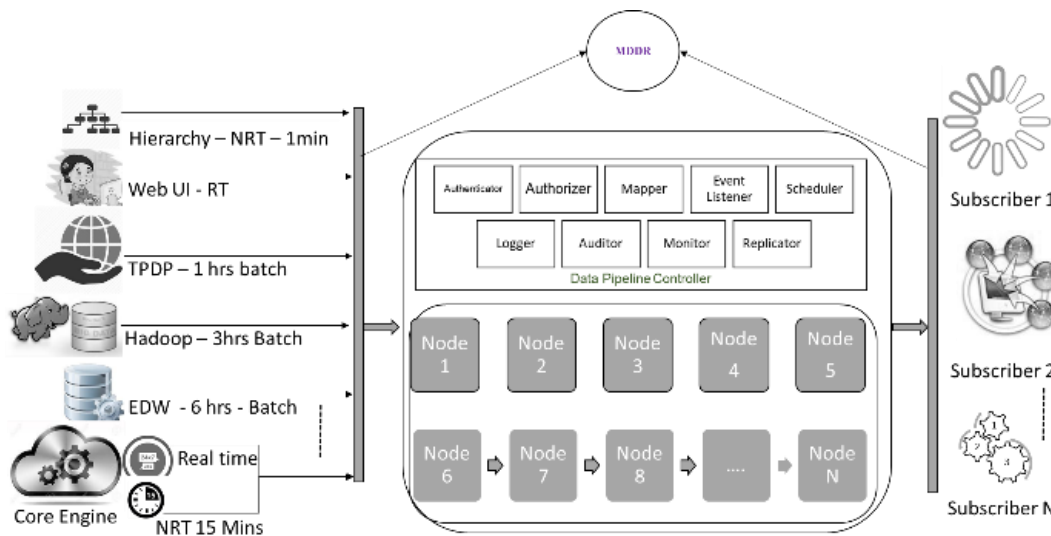 MDDR
Hierarchy – NRT – 1min
Web UI - RT
TPDP – 1 hrs batch
Hadoop – 3hrs Batch
EDW - 6 hrs - Batch
Real time
Core Engine
NRT 15 Mins
Authenticator
Authorizer
Mapper
Event
Listener
Scheduler
Logger
Auditor
Monitor
Replicator
Data Pipeline Controller
Node
1
Node
2
Node
3
Node
4
Node
5
Node
6
Node
7
Node
8
....
Node
N
Subscriber 1
Subscriber 2
1
2
3
Subscriber N